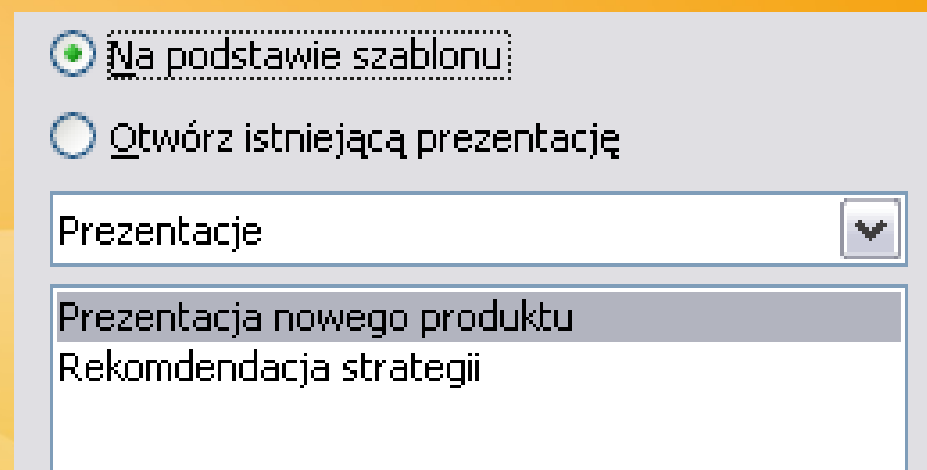 Na podstawie szablonu
Otwórz istniejącą prezentację
Prezentacje
Prezentacja nowego produktu
Rekomdendacja strategii